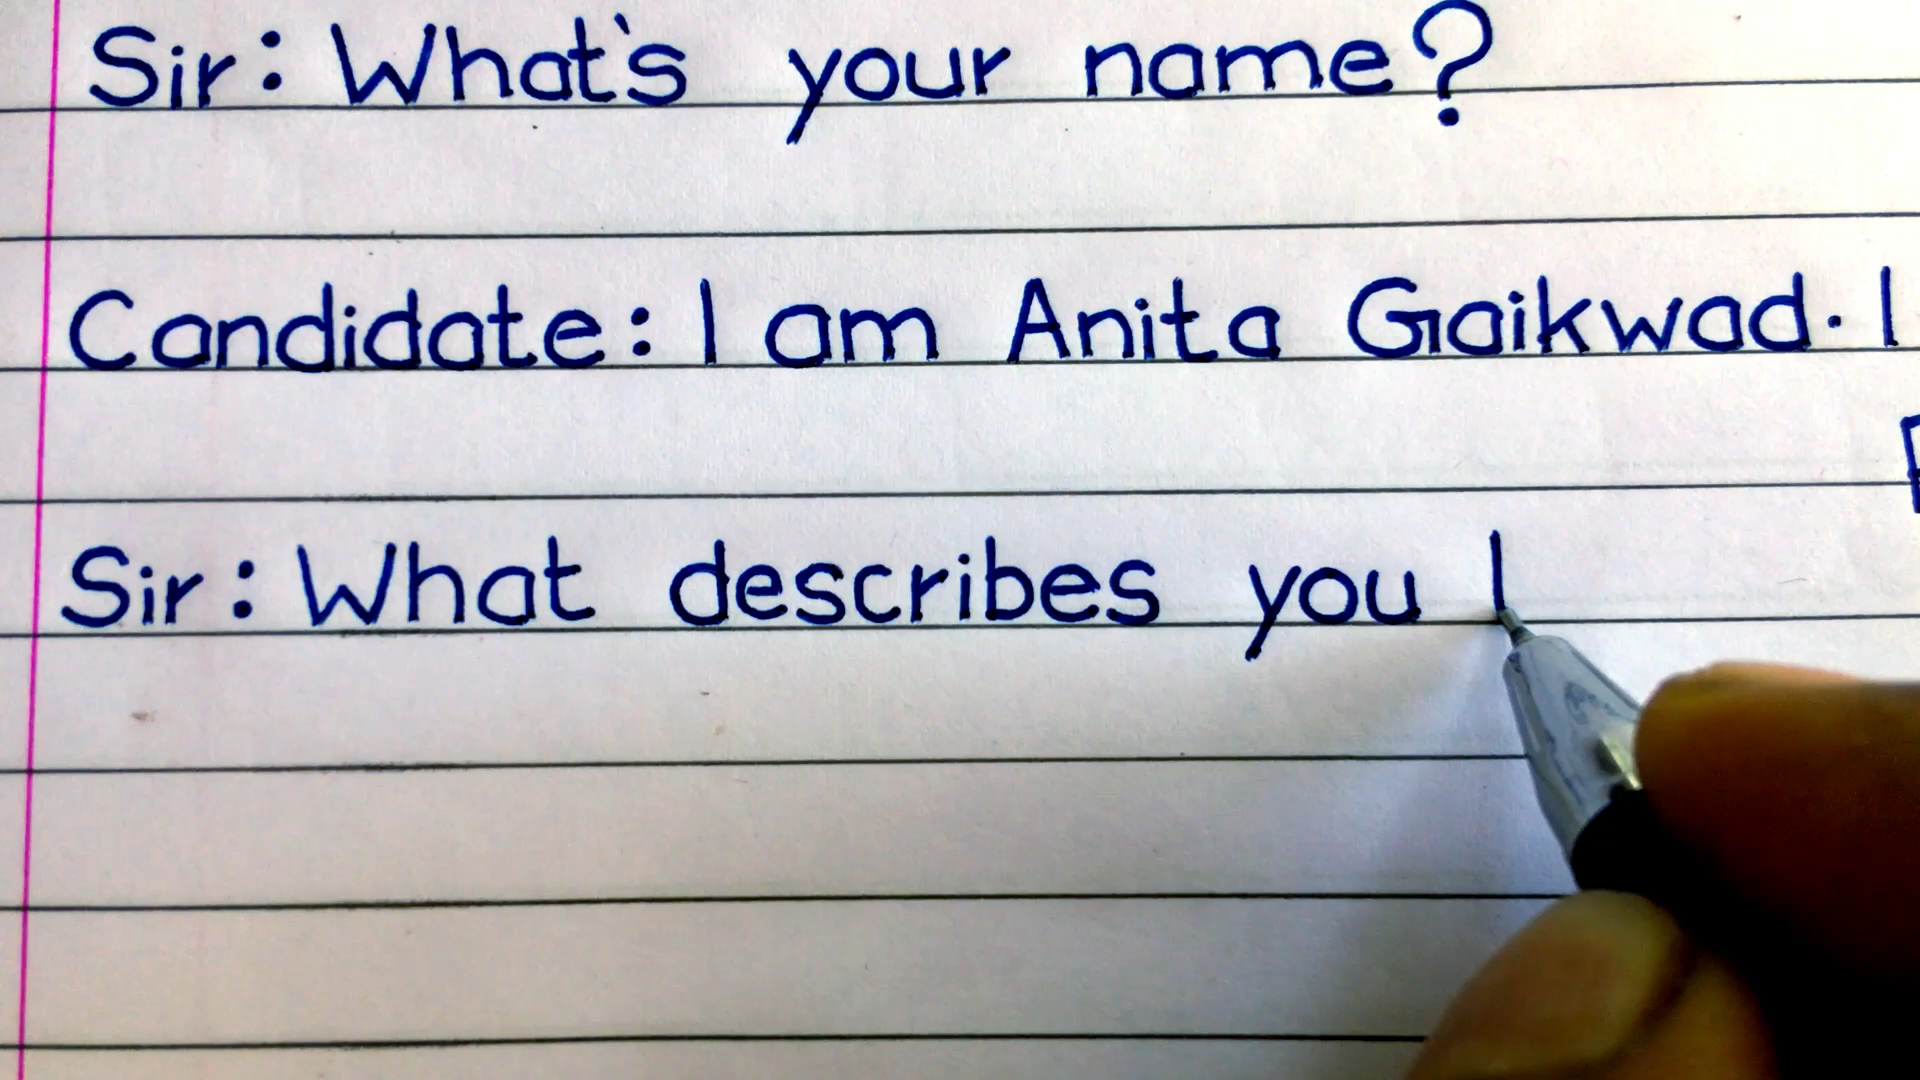 Sir: What's your name?
Candidate: I am Anita Gaikwad. I
Sir: What describes you